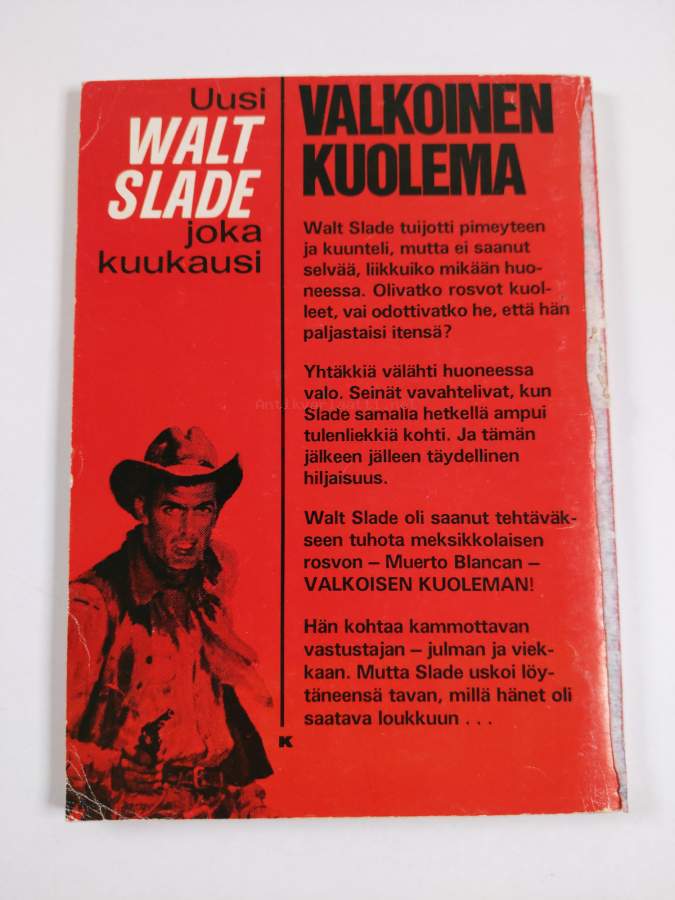 Uusi
WALT
SLADE
joka
kuukausi
VALKOINEN
KUOLEMA
Walt Slade tuijotti pimeyteen
ja kuunteli, mutta ei saanut
selvää, liikkuiko mikään huo-
neessa. Olivatko rosvot kuol-
leet, vai odottivatko he, että hän
paljastaisi itensä?
Yhtäkkiä välähti huoneessa
valo. Seinät vavahtelivat, kun
Slade samalla hetkellä ampui
tulenliekkiä kohti. Ja tämän
jälkeen jälleen täydellinen
hiljaisuus.
Walt Slade oli saanut tehtäväk-
seen tuhota meksikkolaisen
rosvon – Muerto Blancan –
VALKOISEN KUOLEMAN!
Hän kohtaa kammottavan
vastustajan – julman ja viek-
kaan. Mutta Slade uskoi löy-
täneensä tavan, millä hänet oli
saatava loukkuun . . .
K